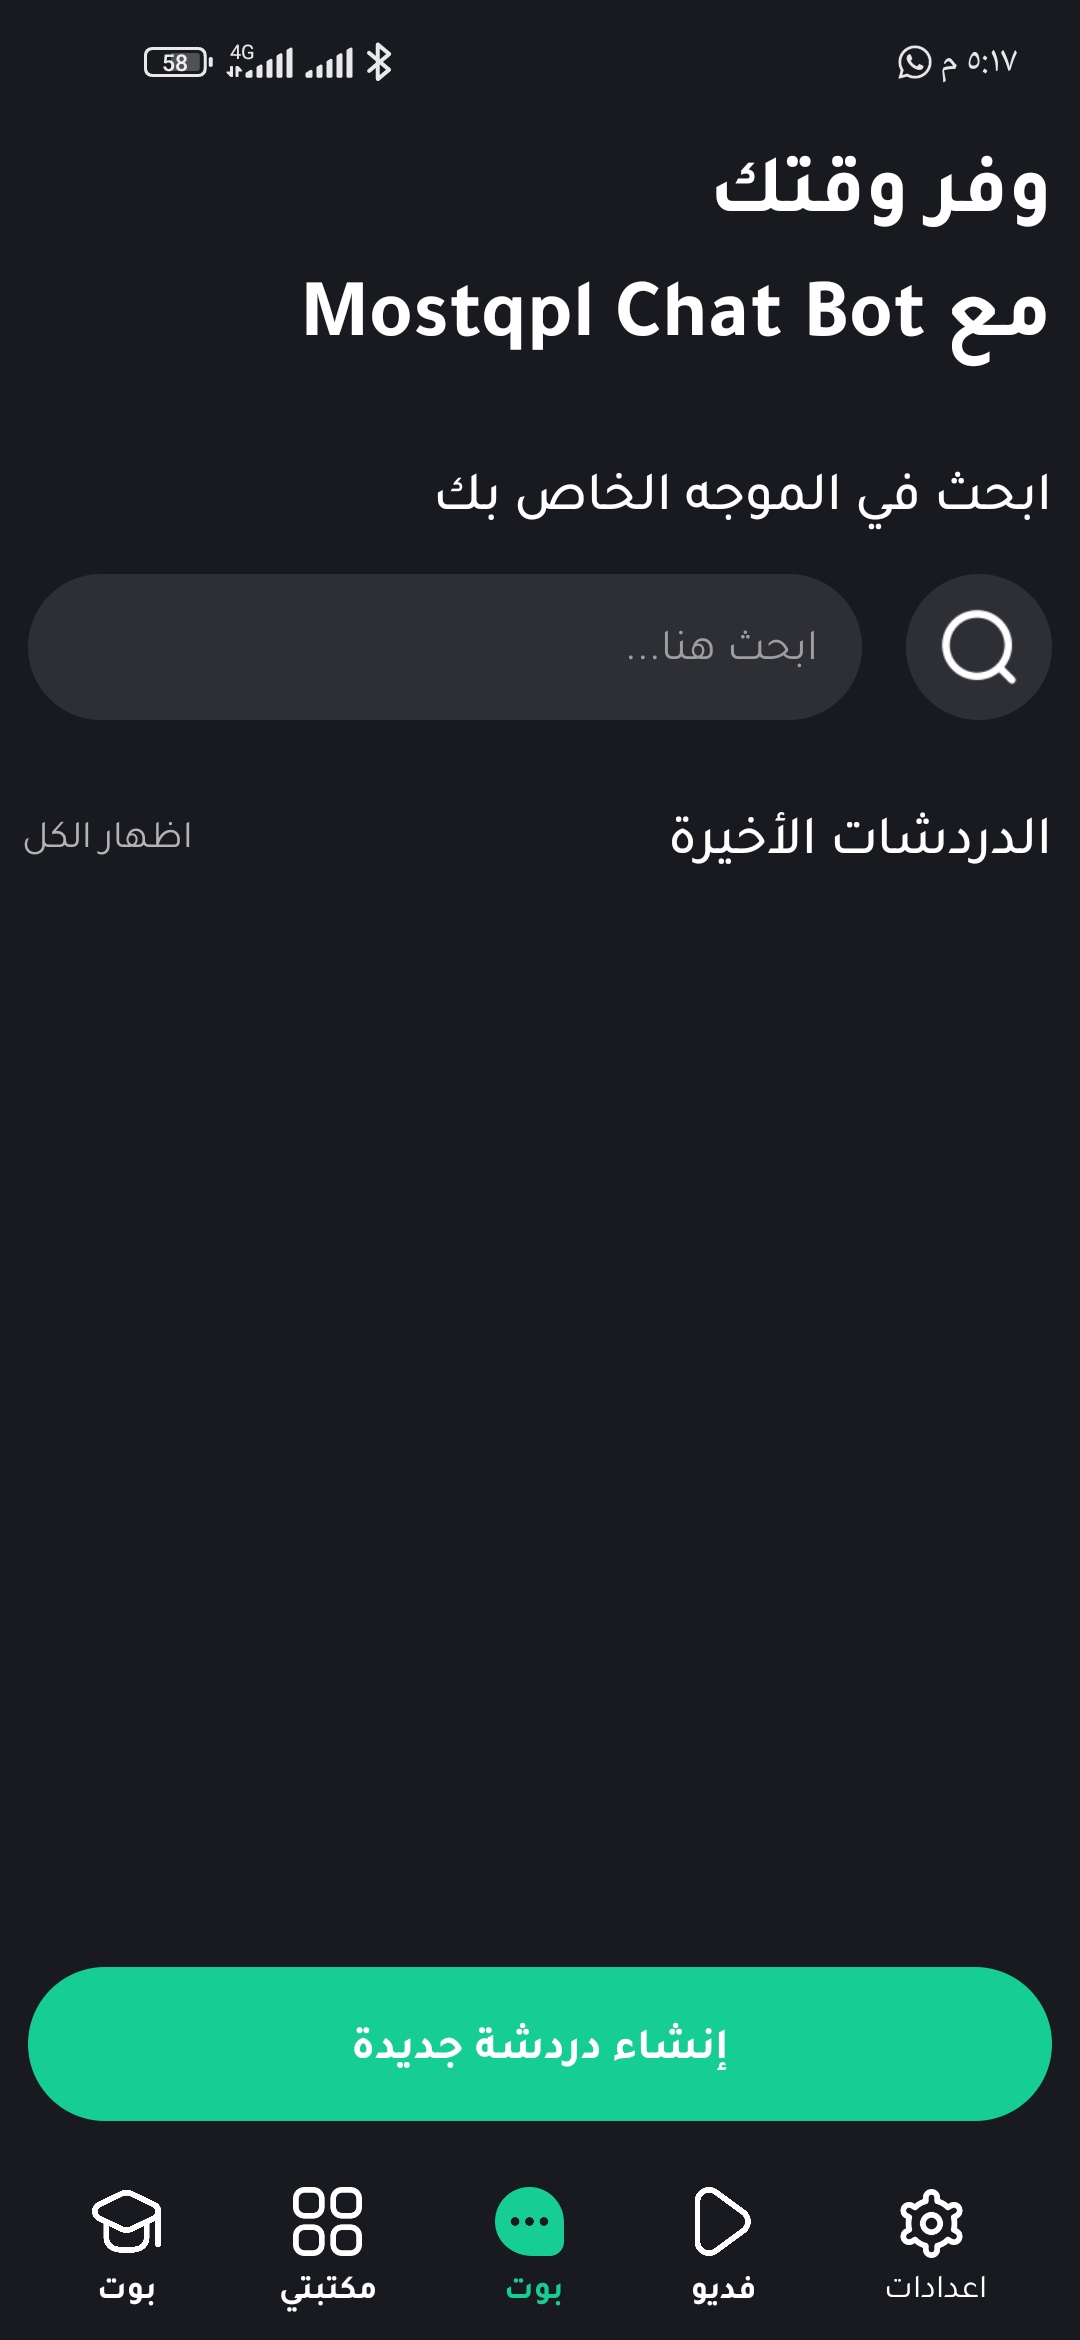 ٥:١٧ م
4G
58
وفر وقتك
مع Mostqpl Chat Bot
ابحث في الموجه الخاص بك
ابحث هنا...
الدردشات الأخيرة
اظهار الكل
إنشاء دردشة جديدة
اعدادات
فديو
بوت
مكتبتي
بوت